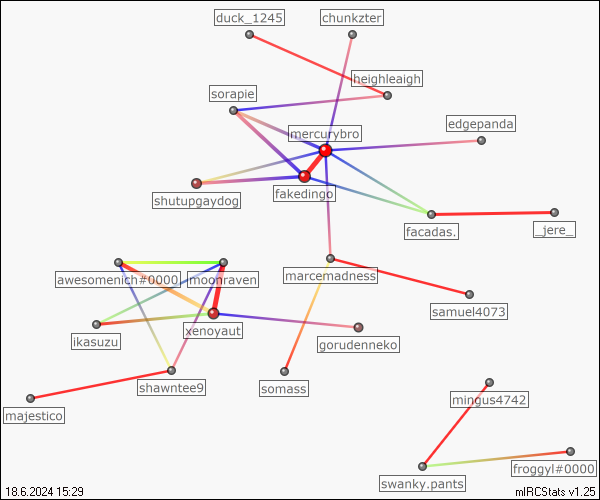 duck_1245
chunkzter
heighleaigh
sorapie
edgepanda
mercurybro
shutupgaydog
fakedingo
facadas.
_jere_
awesomenich#0000
moonraven
marcemadness
samuel4073
ikasuzu
xenoyaut
gorudenneko
shawntee9
somass
majestico
mingus4742
froggyl#0000
swanky.pants
18.6.2024 15:29
mIRCStats v1.25